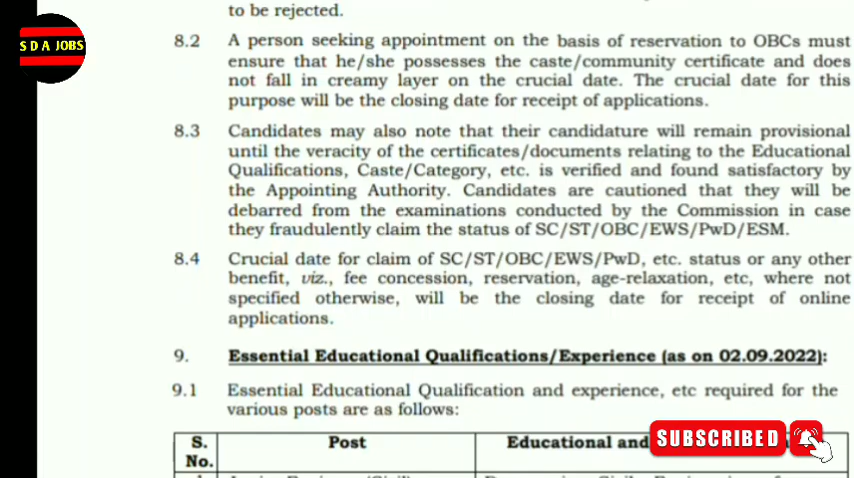 to be rejected.
S D A JOBS
8.2 A person seeking appointment on the basis of reservation to OBCs must
ensure that he/she possesses the caste/community certificate and does
not fall in creamy layer on the crucial date. The crucial date for this
purpose will be the closing date for receipt of applications.
8.3 Candidates may also note that their candidature will remain provisional
until the veracity of the certificates/documents relating to the Educational
Qualifications, Caste/Category, etc. is verified and found satisfactory by
the Appointing Authority. Candidates are cautioned that they will be
debarred from the examinations conducted by the Commission in case
they fraudulently claim the status of SC/ST/OBC/EWS/PwD/ESM.
8.4 Crucial date for claim of SC/ST/OBC/EWS/PwD, etc. status or any other
benefit, viz., fee concession, reservation, age-relaxation, etc, where not
specified otherwise, will be the closing date for receipt of online
applications.
9. Essential Educational Qualifications/Experience (as on 02.09.2022):
9.1 Essential Educational Qualification and experience, etc required for the
various posts are as follows:
S. No. Post Educational and
SUBSCRIBED